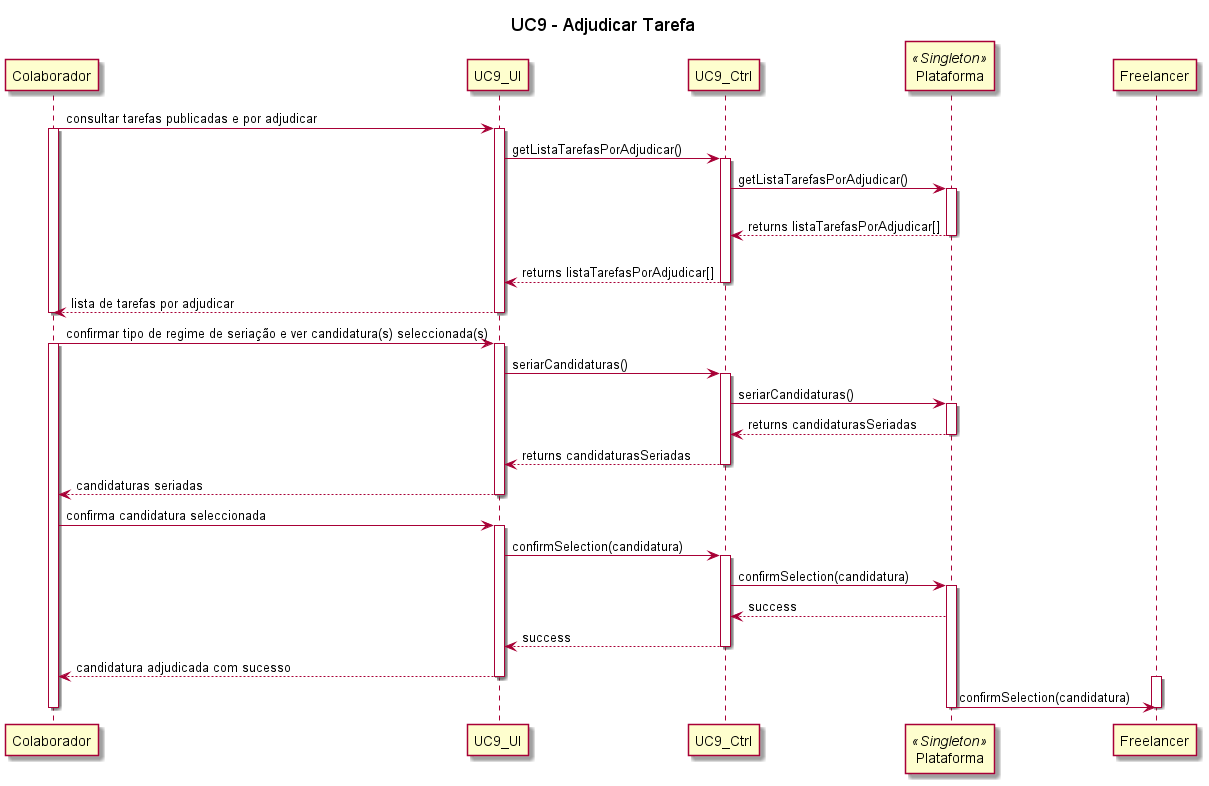 UC9 - Adjudicar Tarefa
«Singleton»
Colaborador
UC9_UI
UC9_Ctrl
Plataforma
Freelancer
consultar tarefas publicadas e por adjudicar
getListaTarefasPorAdjudicar()
getListaTarefasPorAdjudicar()
returns listaTarefasPorAdjudicar[]
returns listaTarefasPorAdjudicar[]
lista de tarefas por adjudicar
confirmar tipo de regime de seriação e ver candidatura(s) seleccionada(s)
seriarCandidaturas()
seriarCandidaturas()
returns candidaturasSeriadas
returns candidaturasSeriadas
candidaturas seriadas
confirma candidatura seleccionada
confirmSelection(candidatura)
confirmSelection(candidatura)
success
success
candidatura adjudicada com sucesso
confirmSelection(candidatura)
Colaborador
UC9_UI
UC9_Ctrl
«Singleton»
Plataforma
Freelancer